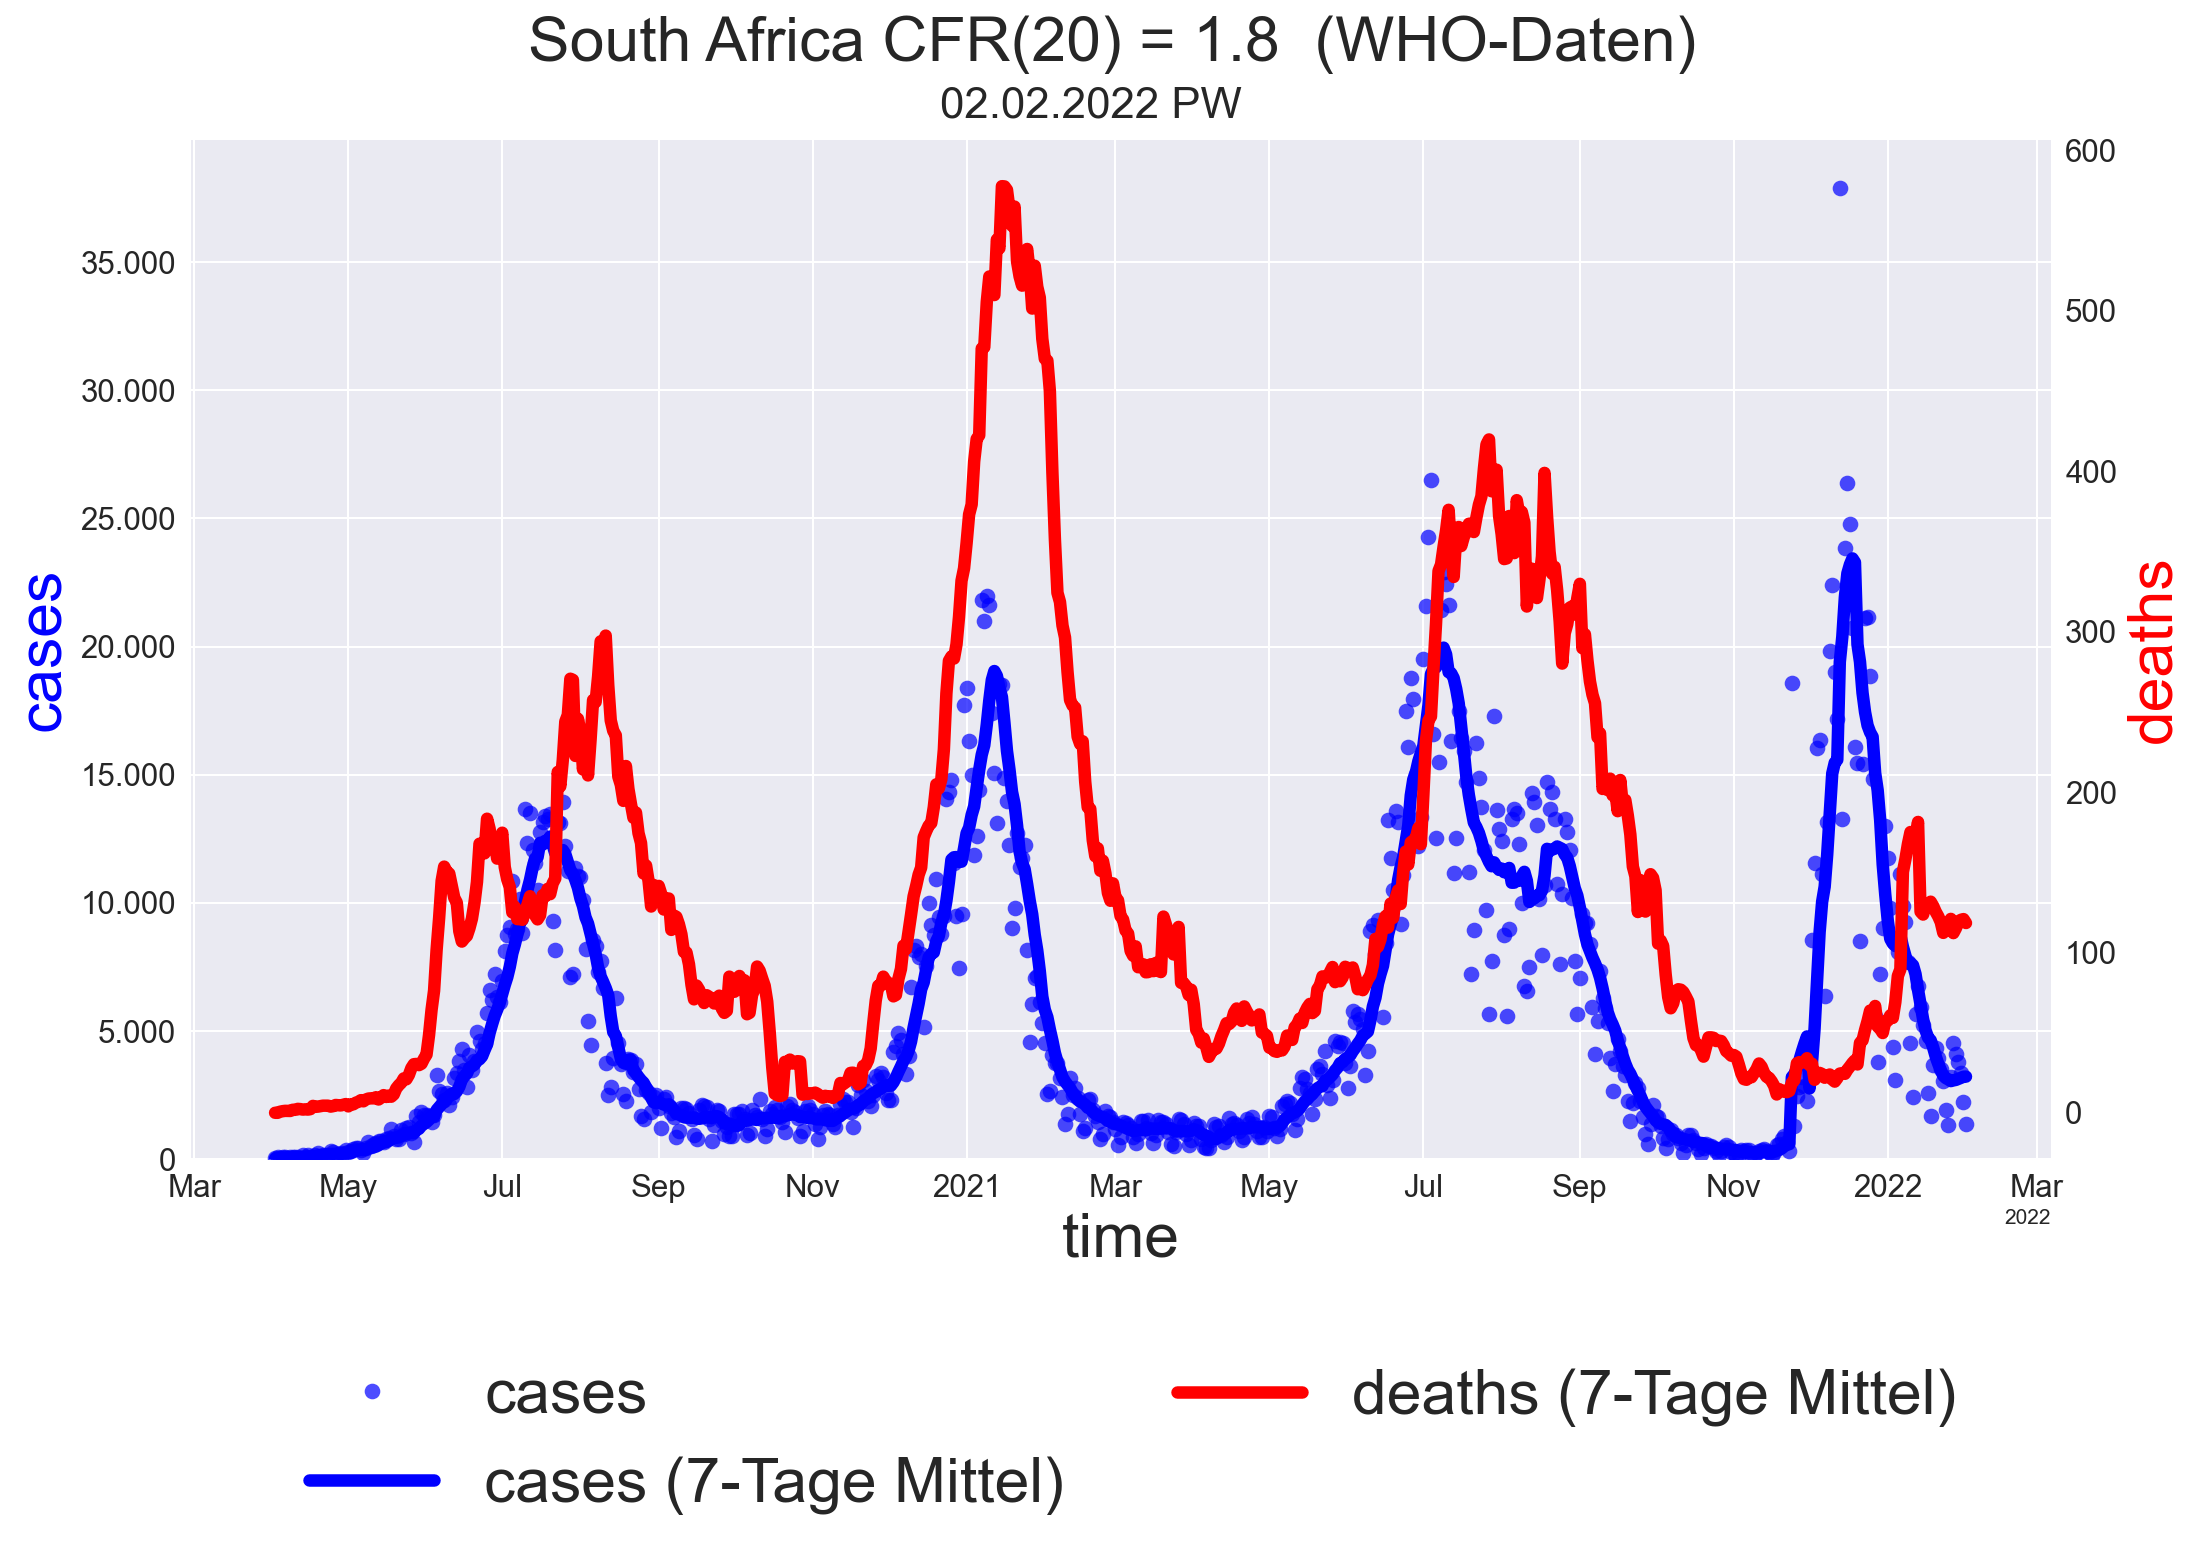 South Africa CFR(20) = 1.8  (WHO-Daten)
02.02.2022 PW
600
35.000
500
30.000
400
25.000
cases
deaths
20.000
300
15.000
200
10.000
100
5.000
0
0
Mar May Jul Sep Nov 2021 Mar May Jul Sep Nov 2022 Mar
2022
time
cases
deaths (7-Tage Mittel)
cases (7-Tage Mittel)